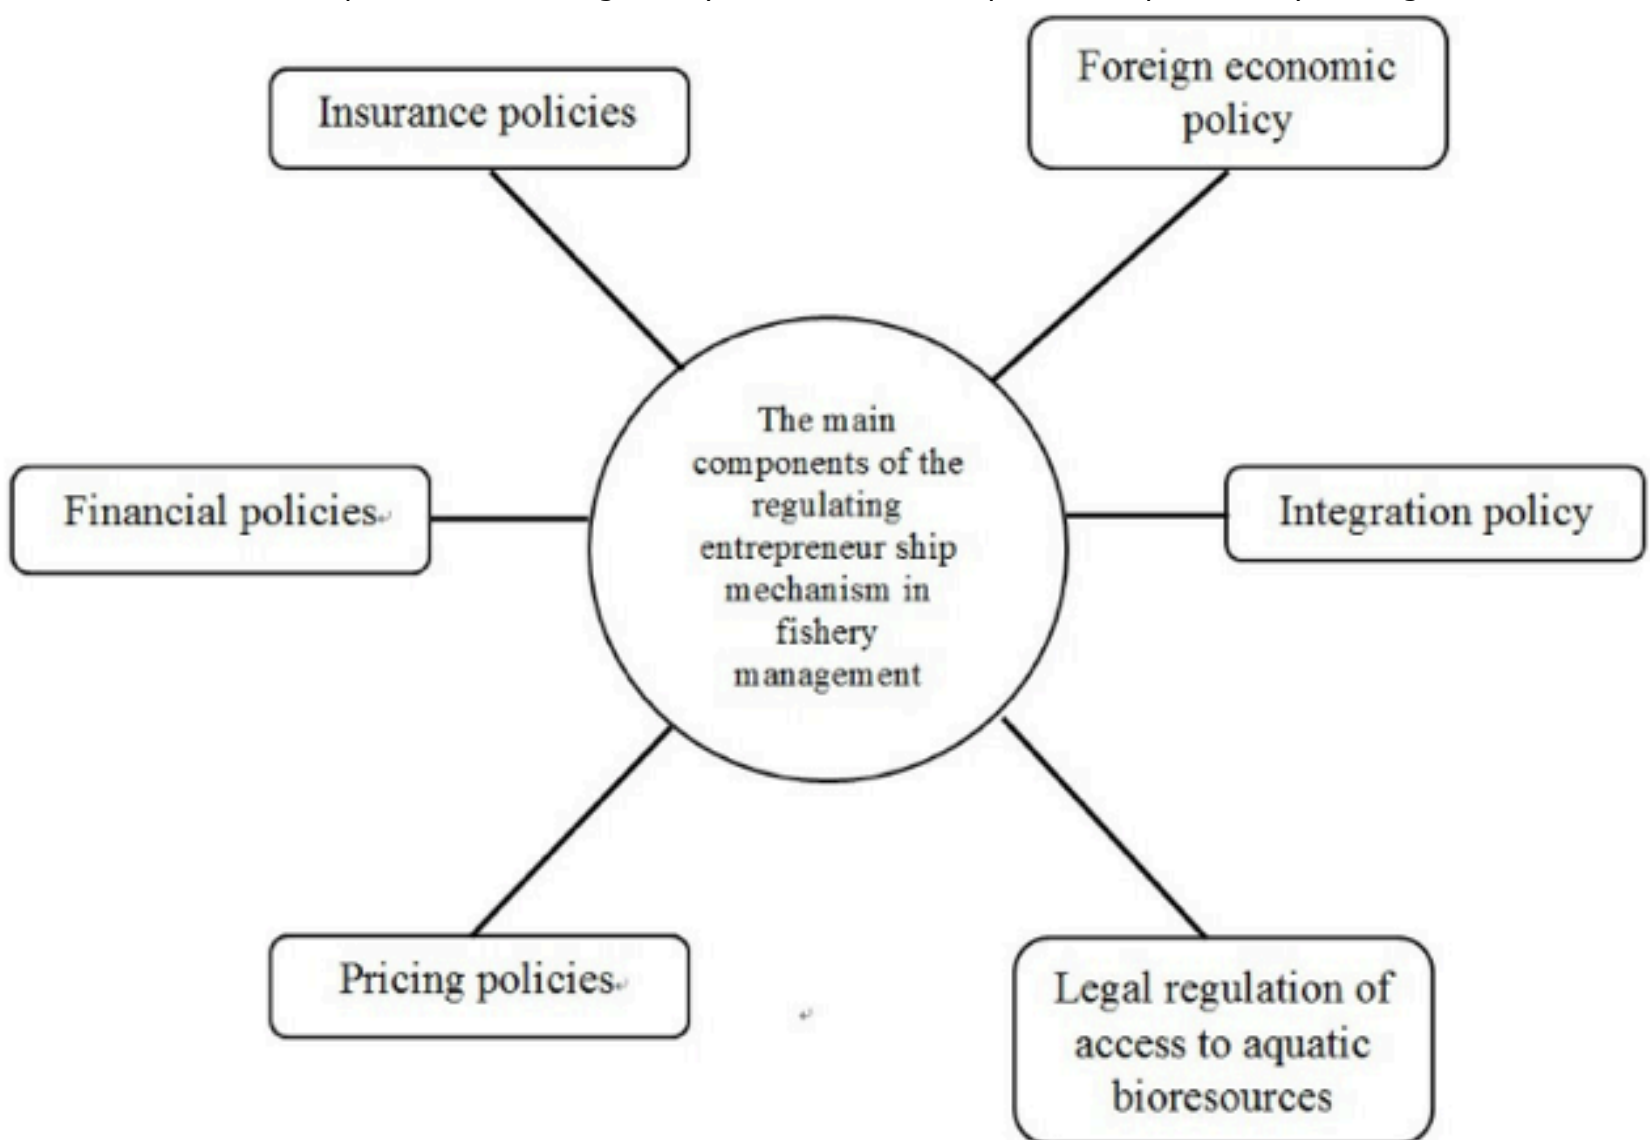 Insurance policies
Foreign economic
policy
The main
components of the
regulating
entrepreneur ship
mechanism in
fishery
management
Financial policies
Integration policy
Pricing policies
Legal regulation of
access to aquatic
bioresources